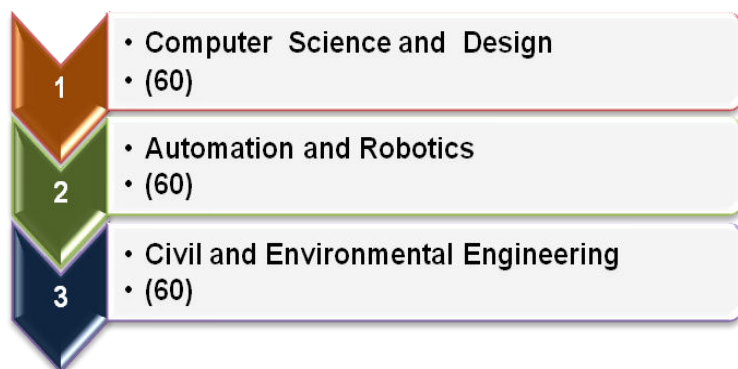 1
• Computer Science and Design
• (60)
2
• Automation and Robotics
• (60)
3
• Civil and Environmental Engineering
• (60)